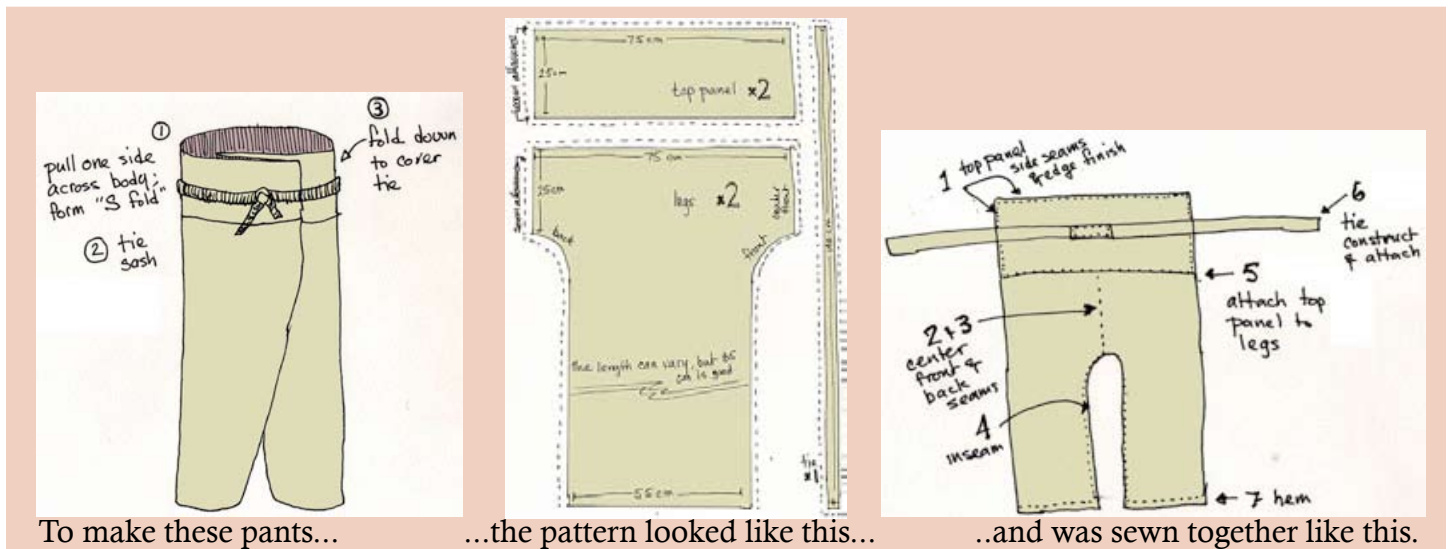 ①
pull one side
across body;
form "S fold"
② tie
sash
③
fold down
to cover
tie
75 cm
25cm
top panel ×2
75 cm
25cm
legs ×2
center
front
back
front
the length can vary, but 85
cm is good
55 cm
tie
×1
1 top panel
side seams
& edge finish
2+3
center
front &
back
seams
4
inseam
5
attach top
panel to
legs
6
tie
construct
& attach
7 hem
To make these pants...
...the pattern looked like this...
..and was sewn together like this.